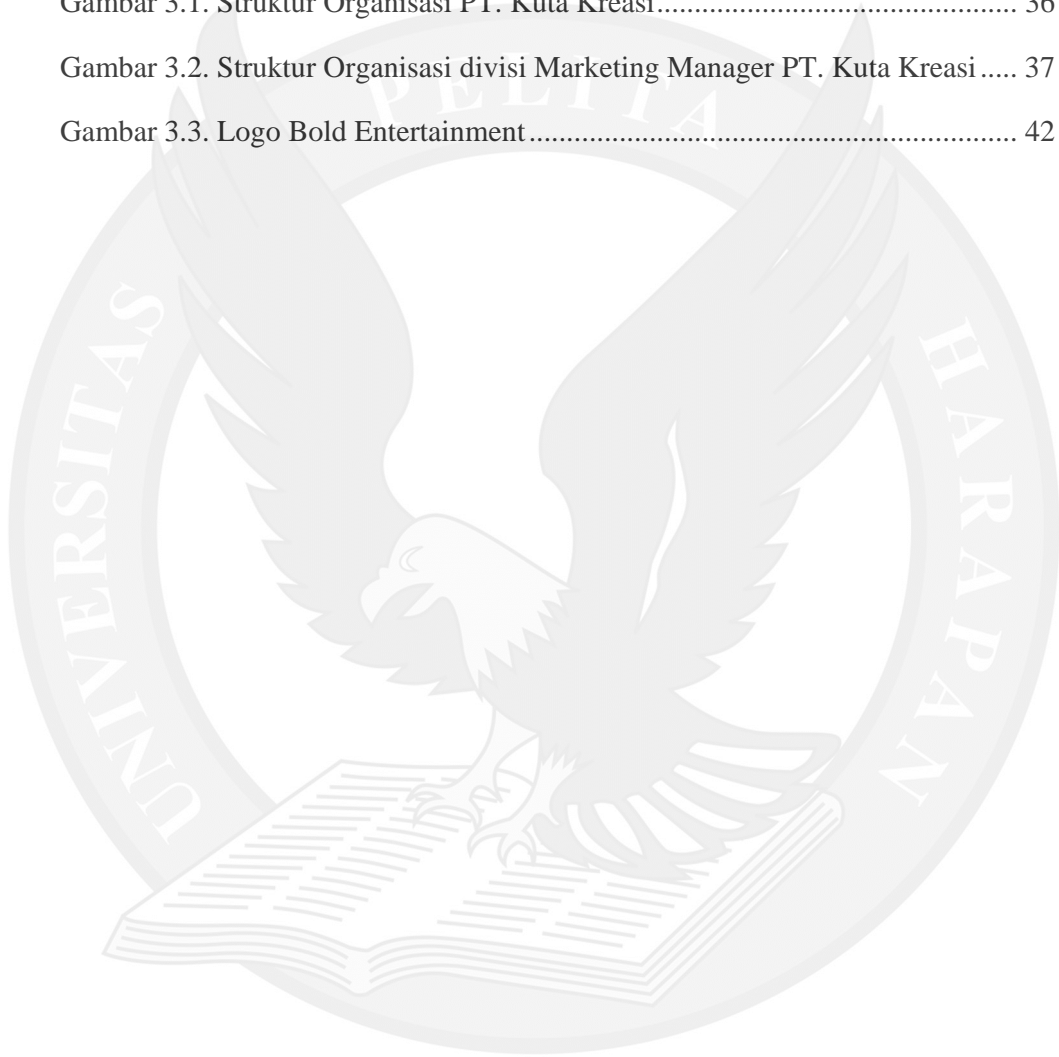 Gambar 3.1. Struktur Organisasi PT. Kuta Kreasi........................................... 36
Gambar 3.2. Struktur Organisasi divisi Marketing Manager PT. Kuta Kreasi..... 37
Gambar 3.3. Logo Bold Entertainment.......................................................... 42
UNIVERSITAS PELITA HARAPAN